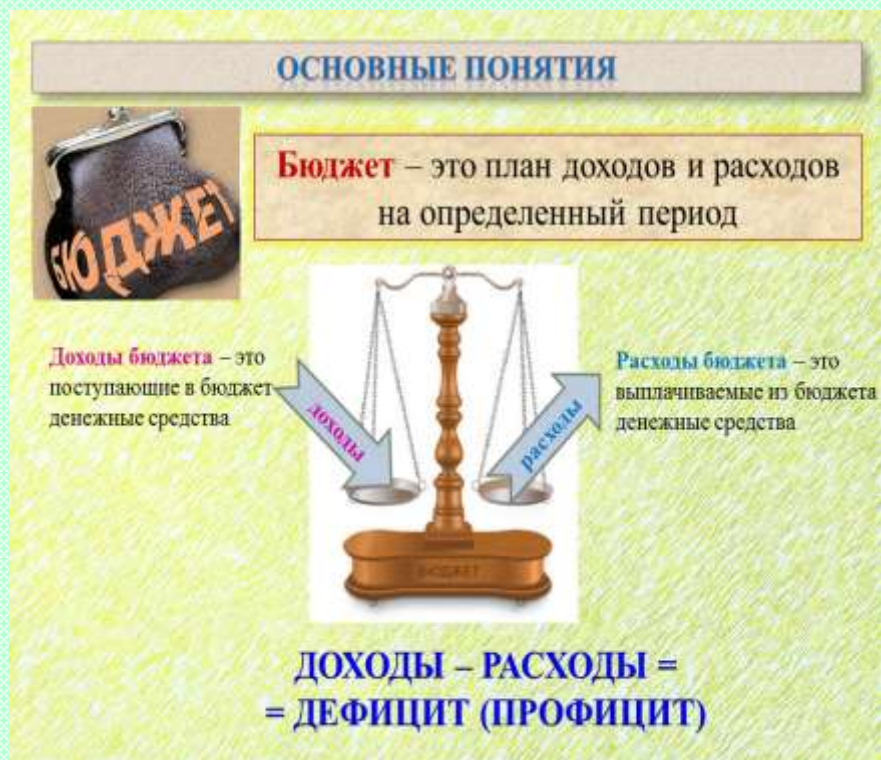 ОСНОВНЫЕ ПОНЯТИЯ
БЮДЖЕТ
Бюджет – это план доходов и расходов
на определенный период
Доходы бюджета – это
поступающие в бюджет
денежные средства
доходы
расходы
Расходы бюджета – это
выплачиваемые из бюджета
денежные средства
БЮДЖЕТ
ДОХОДЫ – РАСХОДЫ =
= ДЕФИЦИТ (ПРОФИЦИТ)